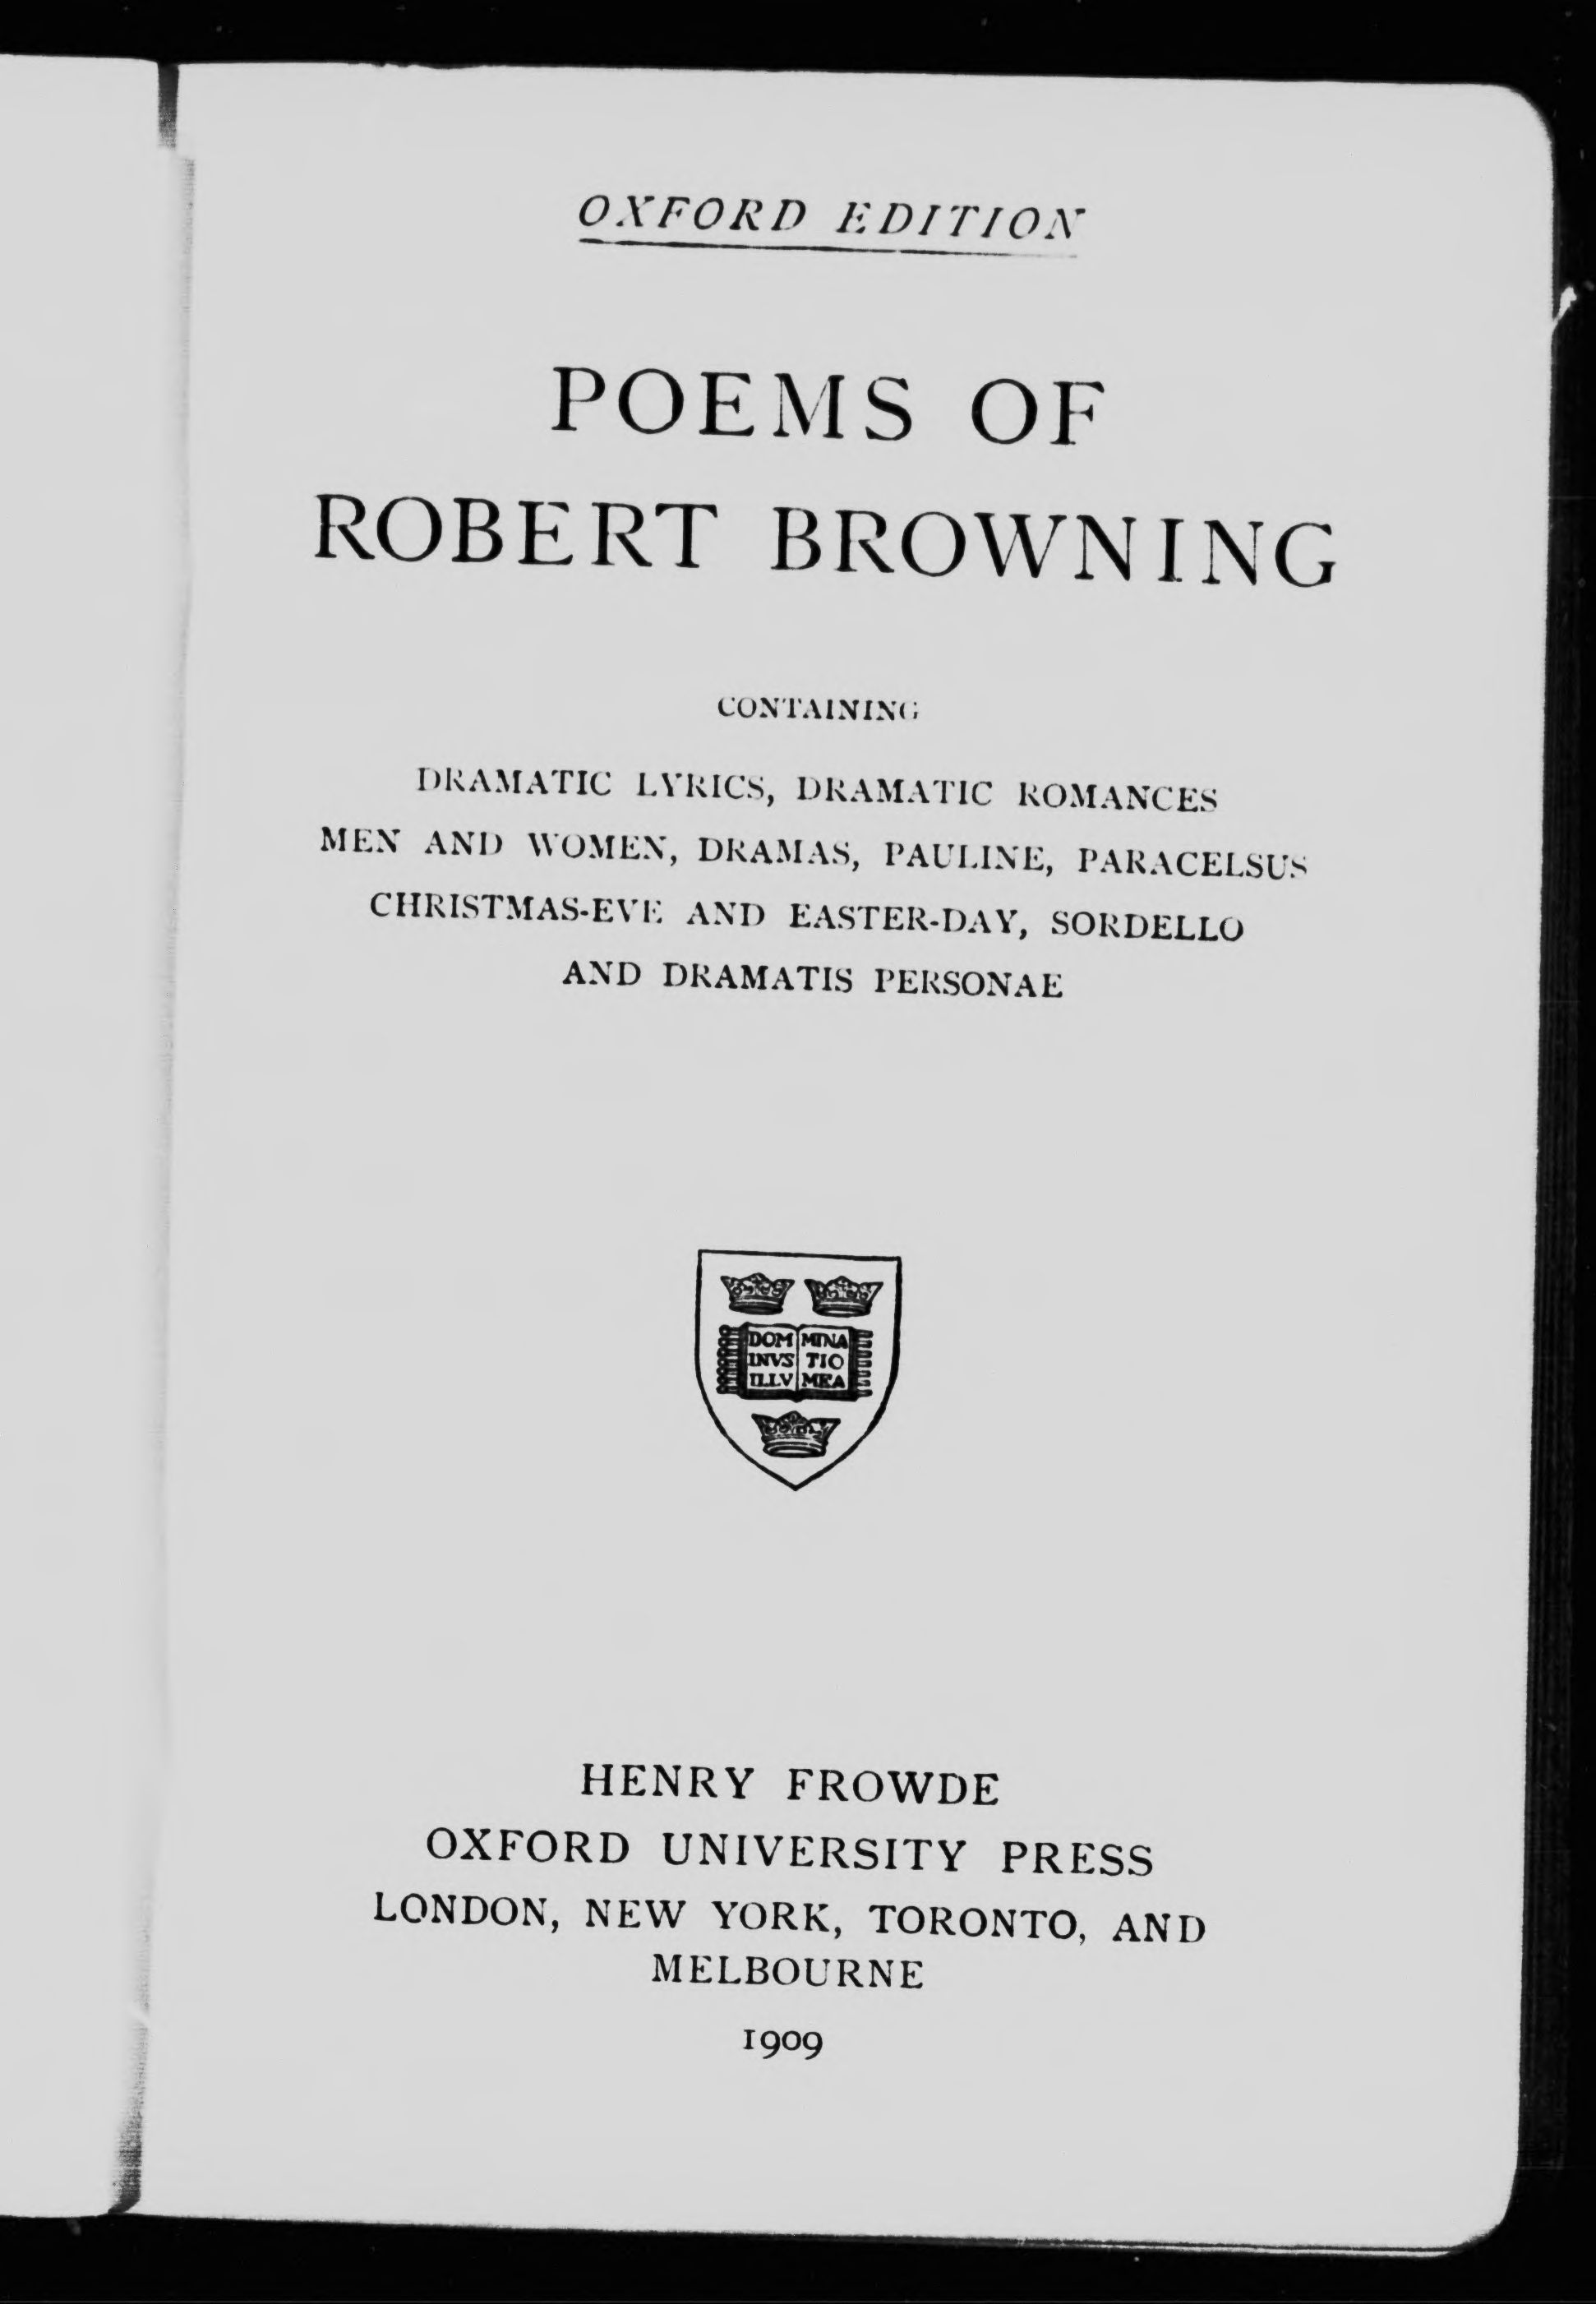 OXFORD EDITION
POEMS OF
ROBERT BROWNING
CONTAINING
DRAMATIC LYRICS, DRAMATIC ROMANCES
MEN AND WOMEN, DRAMAS, PAULINE, PARACELSUS
CHRISTMAS-EVE AND EASTER-DAY, SORDELLO
AND DRAMATIS PERSONAE
DOM MINA
INVS TIO
ILLV MEA
HENRY FROWDE
OXFORD UNIVERSITY PRESS
LONDON, NEW YORK, TORONTO, AND
MELBOURNE
1909